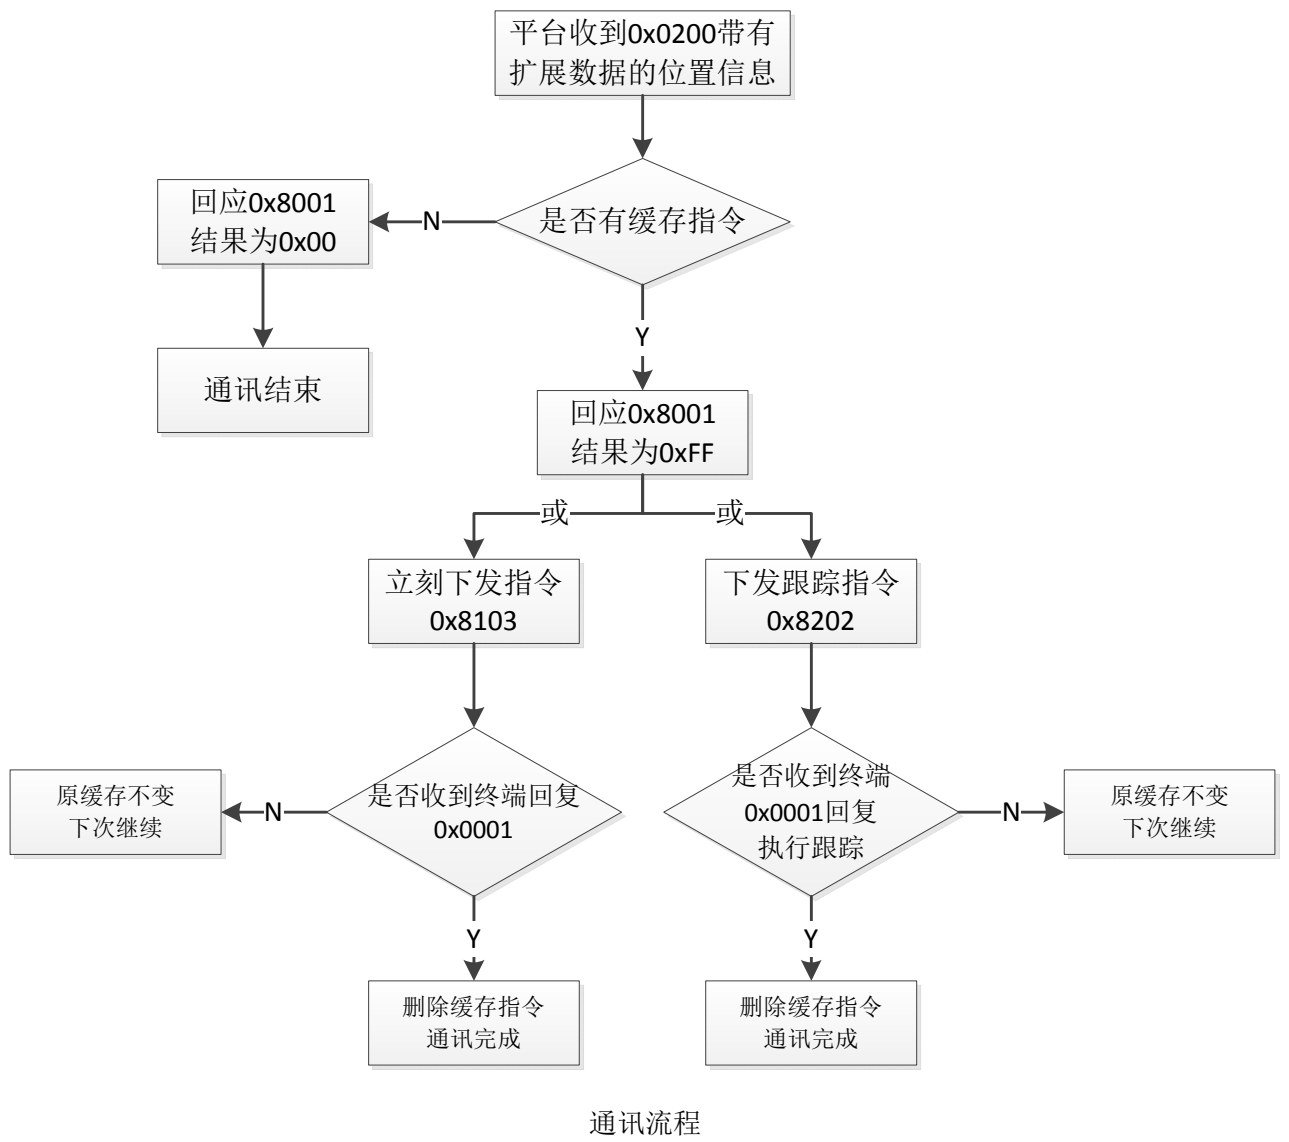 平台收到0x0200带有
扩展数据的位置信息
是否有缓存指令
N
回应0x8001
结果为0x00
通讯结束
Y
回应0x8001
结果为0xFF
或
或
立刻下发指令
0x8103
下发跟踪指令
0x8202
是否收到终端回复
0x0001
N
原缓存不变
下次继续
是否收到终端
0x0001回复
执行跟踪
N
原缓存不变
下次继续
Y
删除缓存指令
通讯完成
Y
删除缓存指令
通讯完成
通讯流程